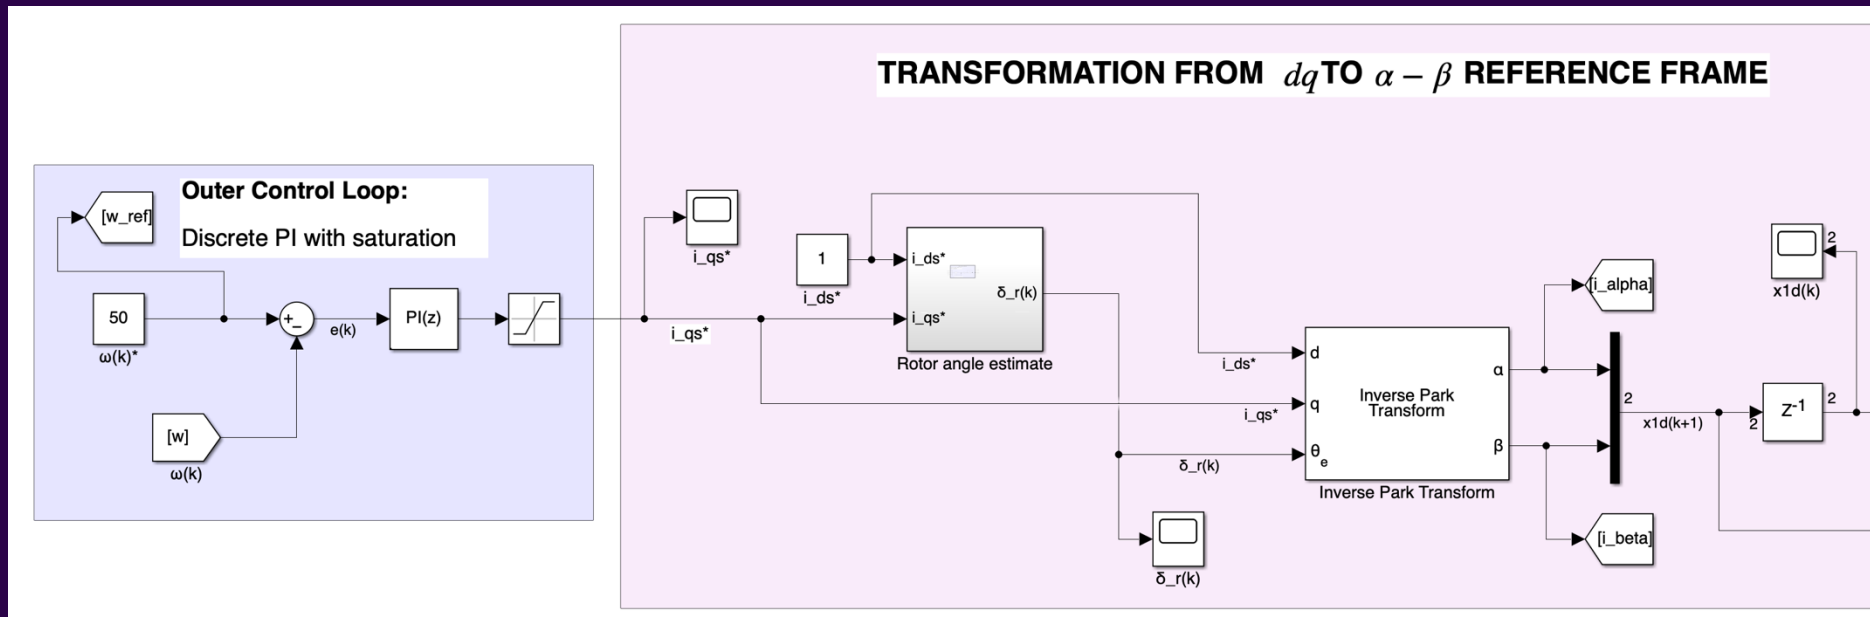 TRANSFORMATION FROM dq TO α − β REFERENCE FRAME
Outer Control Loop:
Discrete PI with saturation
[w_ref]
50
ω(k)*
+_
e(k)
PI(z)
[w]
ω(k)
i_qs*
i_qs*
1
i_ds*
i_ds*
i_qs*
δ_r(k)
Rotor angle estimate
i_ds*
i_qs*
δ_r(k)
δ_r(k)
d
q
θe
Inverse Park
Transform
α
β
Inverse Park Transform
[i_alpha]
[i_beta]
2
x1d(k+1)
2
Z-1
2
2
x1d(k)